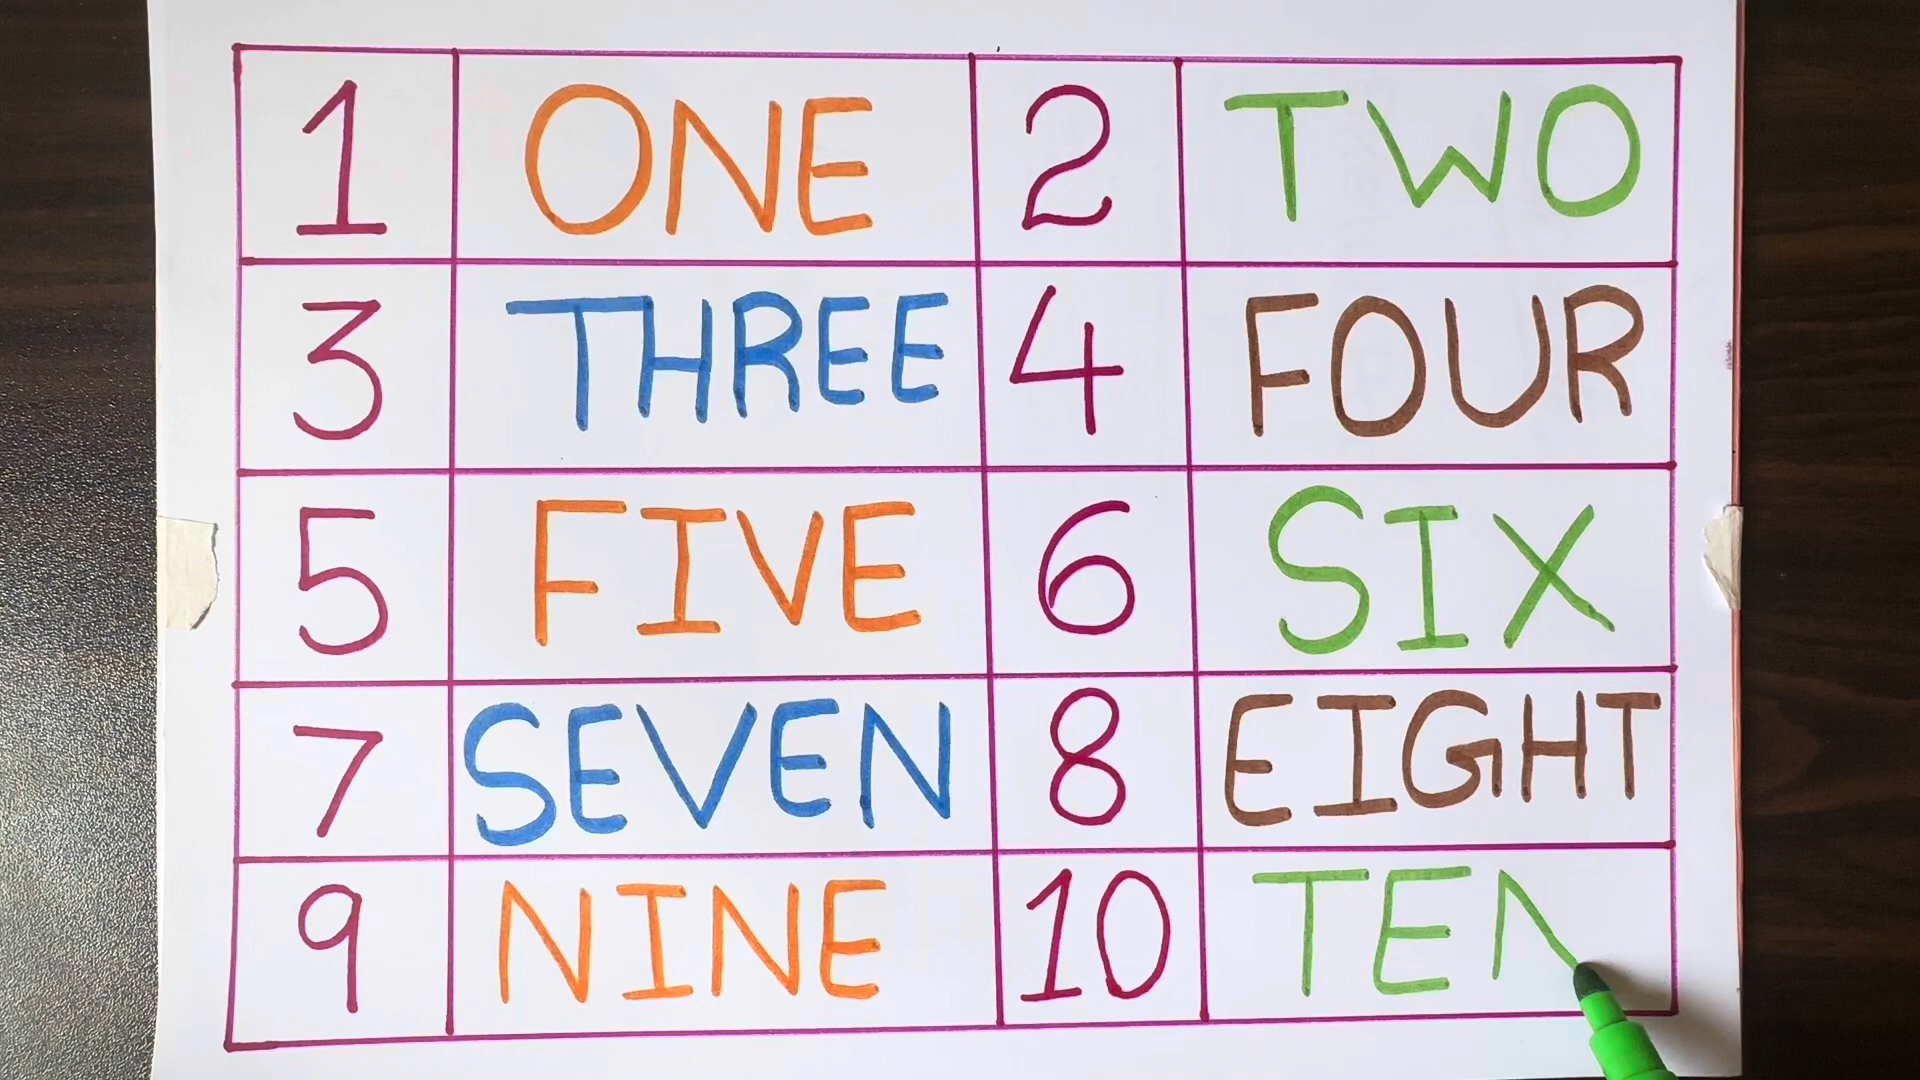 1 ONE 2 TWO
3 THREE 4 FOUR
5 FIVE 6 SIX
7 SEVEN 8 EIGHT
9 NINE 10 TEN